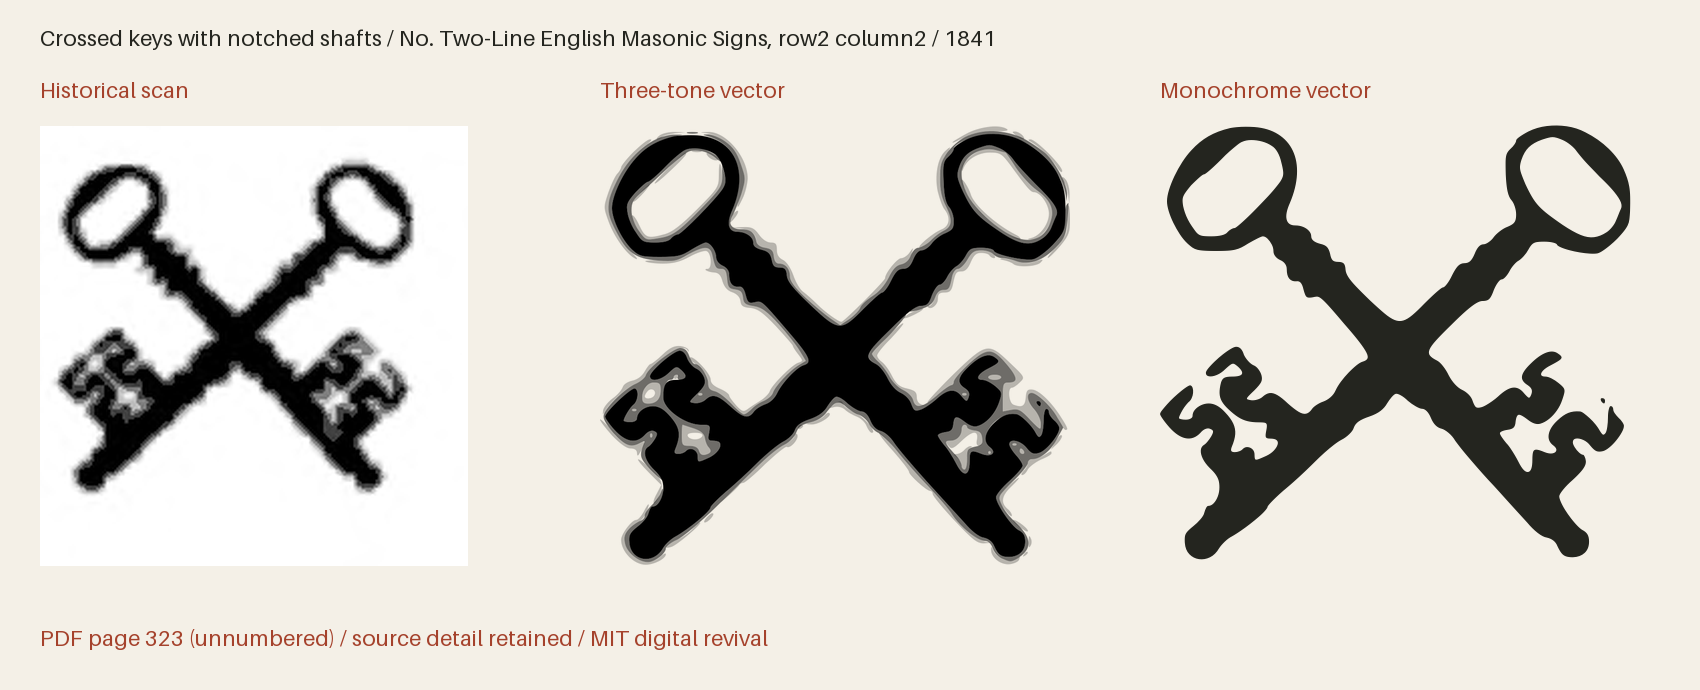 Crossed keys with notched shafts / No. Two-Line English Masonic Signs, row2 column2 / 1841
Historical scan
Three-tone vector
Monochrome vector
PDF page 323 (unnumbered) / source detail retained / MIT digital revival